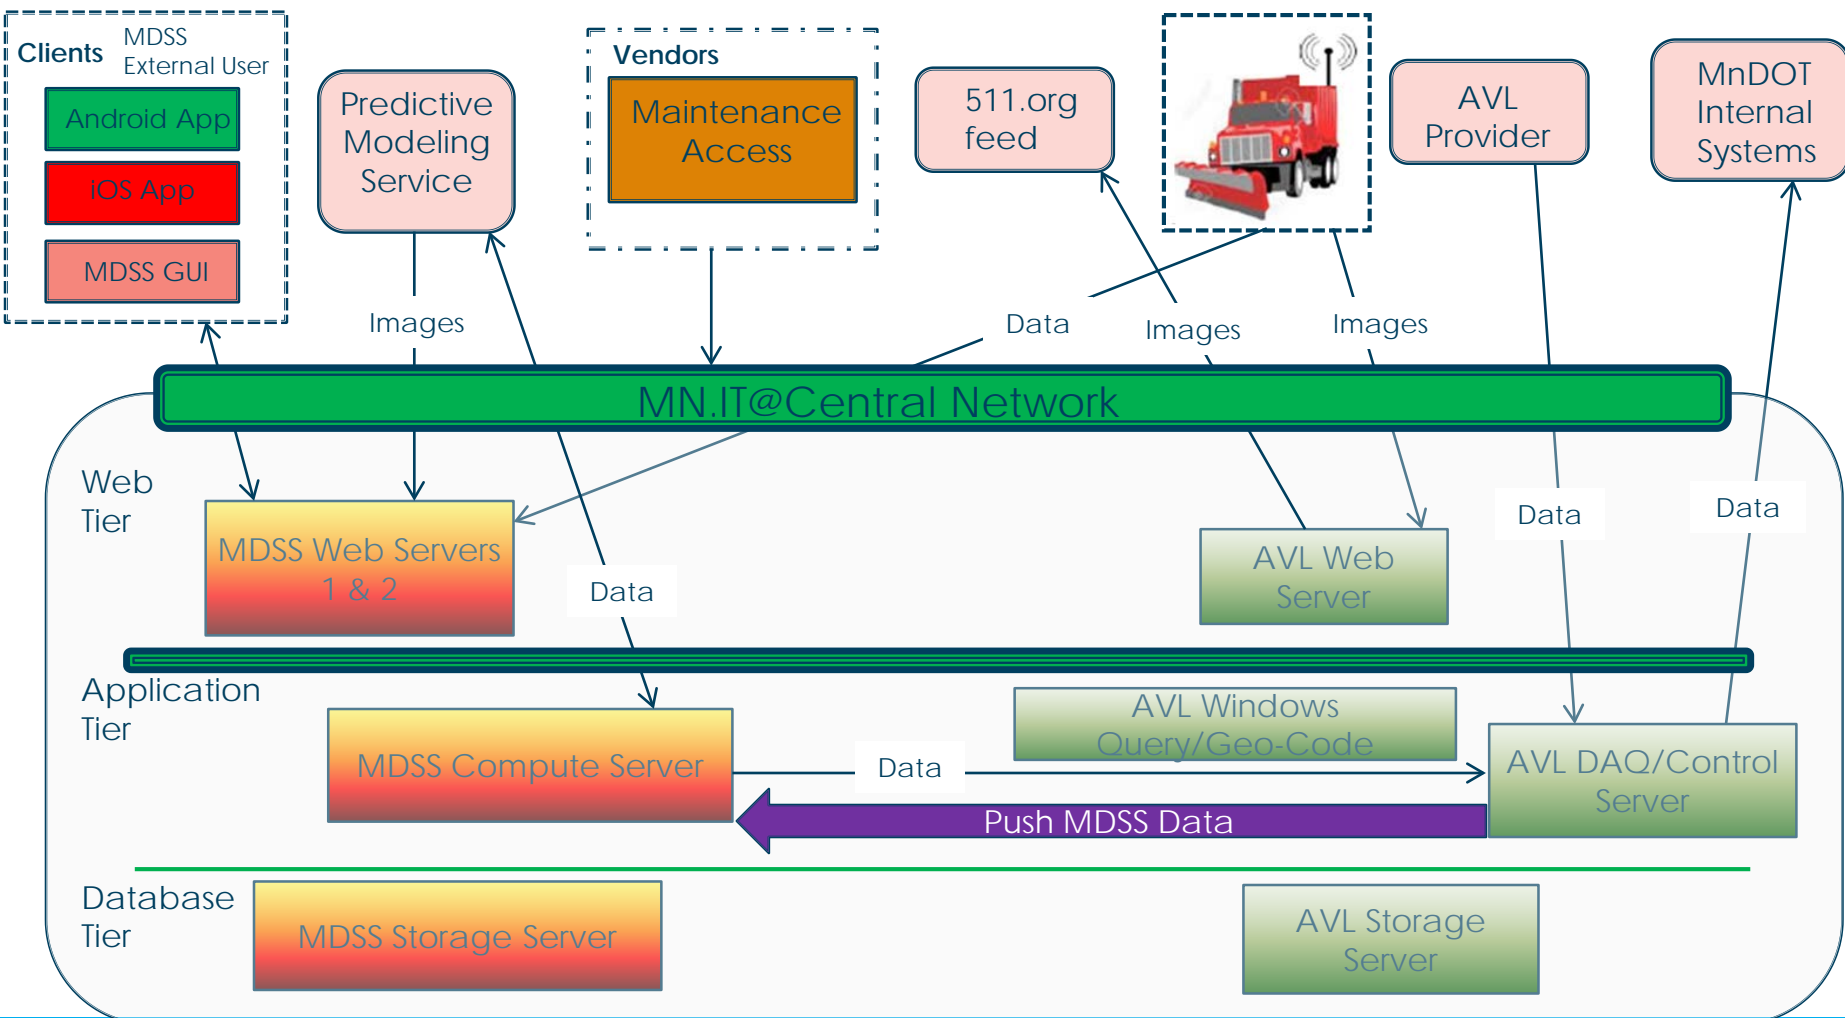 Clients
MDSS
External User
Android App
iOS App
MDSS GUI
Predictive
Modeling
Service
Vendors
Maintenance
Access
511.org
feed
AVL
Provider
MnDOT
Internal
Systems
Images
Data
Images
Images
MN.IT@Central Network
Web
Tier
MDSS Web Servers
1 & 2
Data
AVL Web
Server
Data
Data
Application
Tier
MDSS Compute Server
Data
AVL Windows
Query/Geo-Code
AVL DAQ/Control
Server
Push MDSS Data
Database
Tier
MDSS Storage Server
AVL Storage
Server